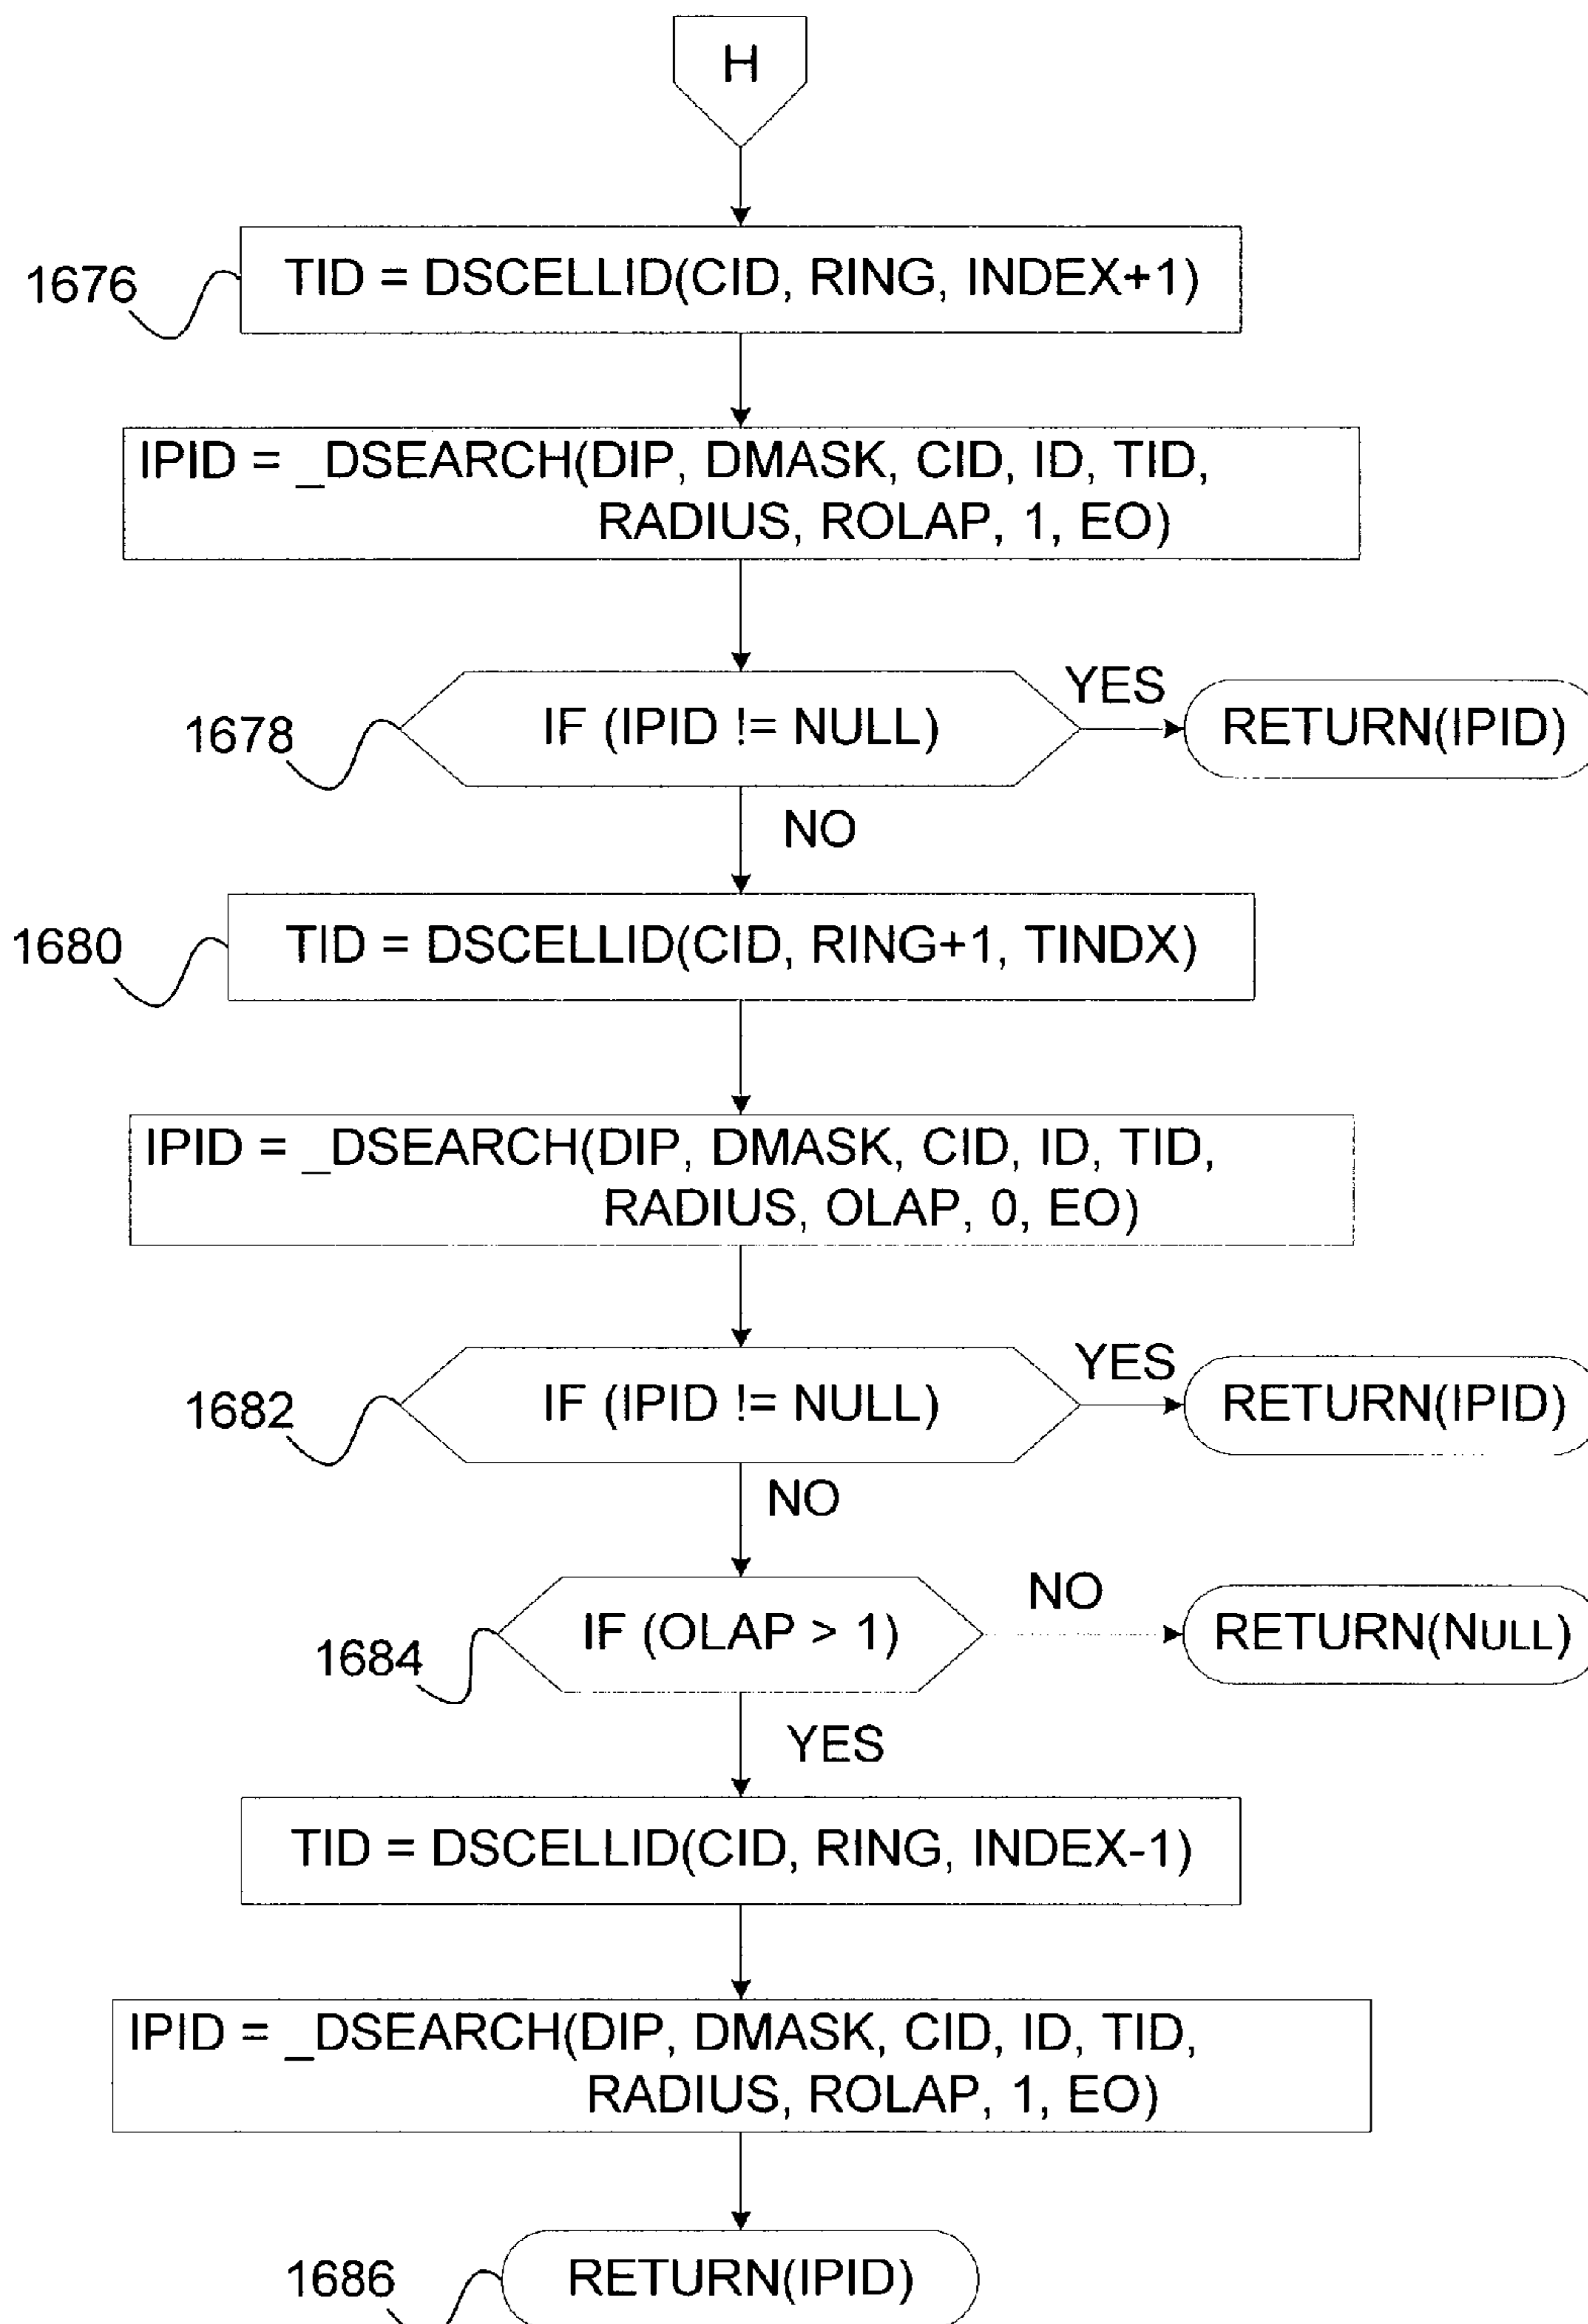 H
1676
TID = DSCELLID(CID, RING, INDEX+1)
IPID = _DSEARCH(DIP, DMASK, CID, ID, TID,
RADIUS, ROLAP, 1, EO)
1678
IF (IPID != NULL)
YES
RETURN(IPID)
NO
1680
TID = DSCELLID(CID, RING+1, TINDX)
IPID = _DSEARCH(DIP, DMASK, CID, ID, TID,
RADIUS, OLAP, 0, EO)
1682
IF (IPID != NULL)
YES
RETURN(IPID)
NO
1684
IF (OLAP > 1)
NO
RETURN(NULL)
YES
TID = DSCELLID(CID, RING, INDEX-1)
IPID = _DSEARCH(DIP, DMASK, CID, ID, TID,
RADIUS, ROLAP, 1, EO)
1686
RETURN(IPID)